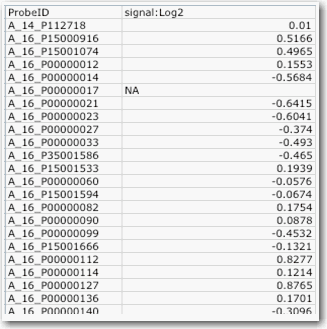 ProbeID signal:Log2
A_14_P112718 0.01
A_16_P15000916 0.5166
A_16_P15001074 0.4965
A_16_P00000012 0.1553
A_16_P00000014 -0.5684
A_16_P00000017 NA
A_16_P00000021 -0.6415
A_16_P00000023 -0.6041
A_16_P00000027 -0.374
A_16_P00000033 -0.493
A_16_P35001586 -0.465
A_16_P15001533 0.1939
A_16_P00000060 -0.0576
A_16_P15001594 -0.0674
A_16_P00000082 0.1754
A_16_P00000090 0.0878
A_16_P00000099 -0.4532
A_16_P15001666 -0.1321
A_16_P00000112 0.8277
A_16_P00000114 0.1214
A_16_P00000127 0.8765
A_16_P00000136 0.1701
A_16_P00000140 -0.3096